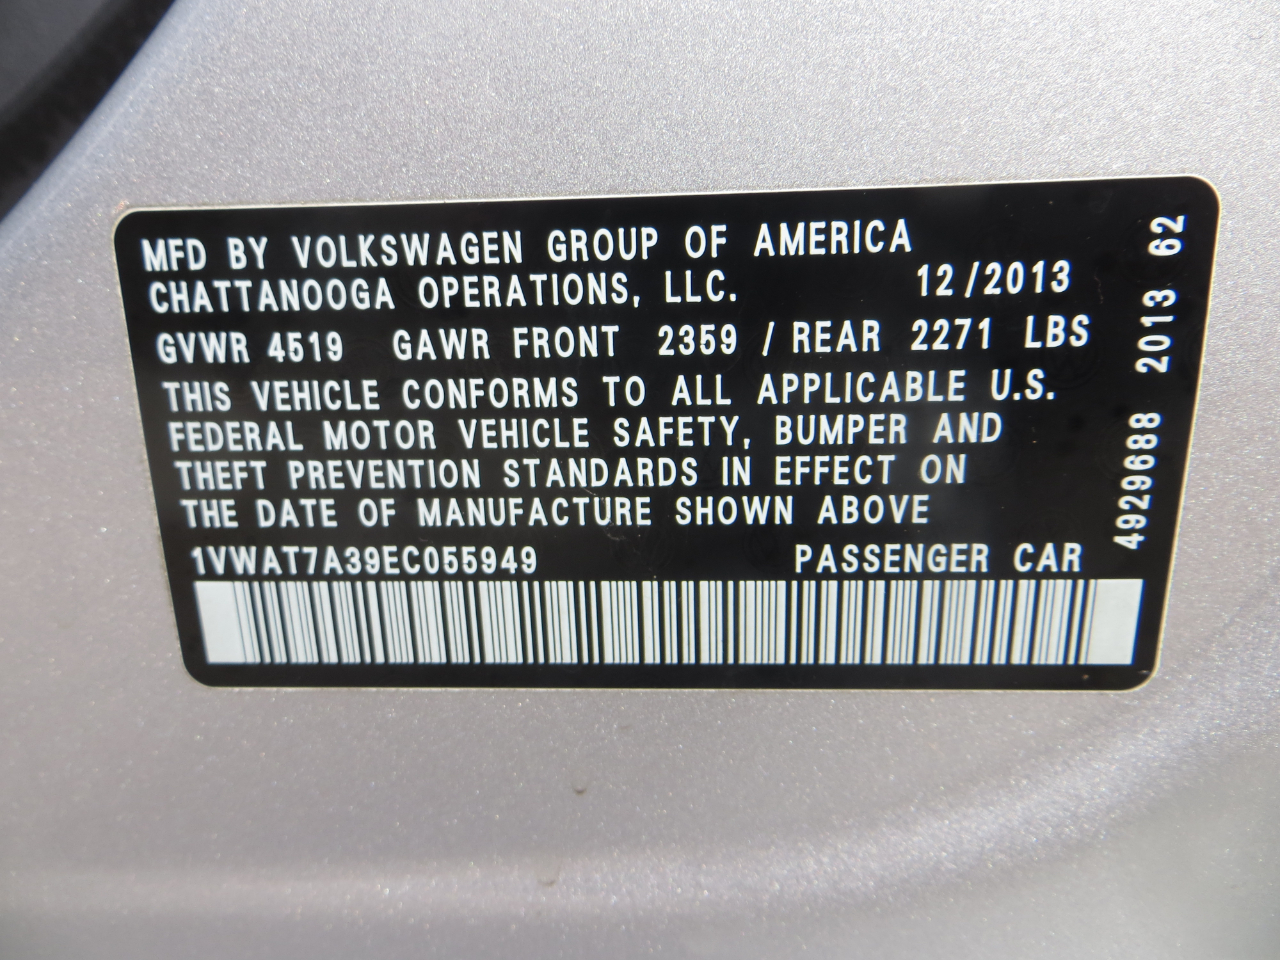 MFD BY VOLKSWAGEN GROUP OF AMERICA
CHATTANOOGA OPERATIONS, LLC. 12/2013
GVWR 4519 GAWR FRONT 2359 / REAR 2271 LBS
THIS VEHICLE CONFORMS TO ALL APPLICABLE U.S.
FEDERAL MOTOR VEHICLE SAFETY, BUMPER AND
THEFT PREVENTION STANDARDS IN EFFECT ON
THE DATE OF MANUFACTURE SHOWN ABOVE
1VWAT7A39EC055949 PASSENGER CAR
4929688 2013 62